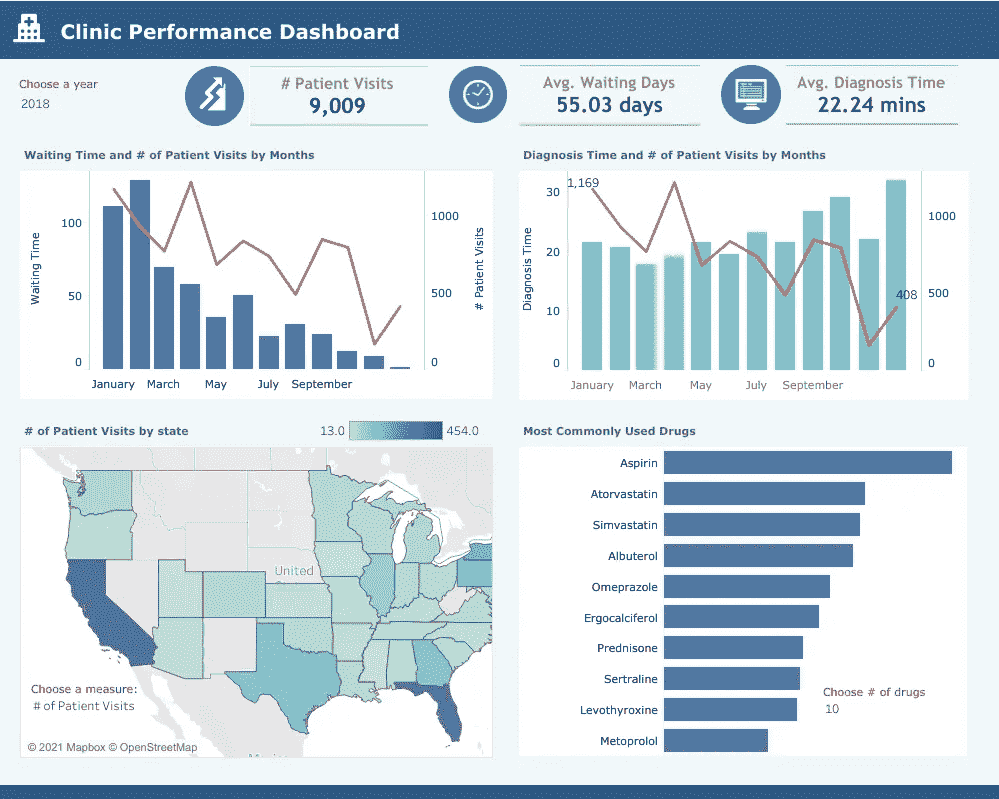 Clinic Performance Dashboard
Choose a year
2018
# Patient Visits
9,009
Avg. Waiting Days
55.03 days
Avg. Diagnosis Time
22.24 mins
Waiting Time and # of Patient Visits by Months
Waiting Time
100
50
0
# Patient Visits
1000
500
0
January March May July September
Diagnosis Time and # of Patient Visits by Months
Diagnosis Time
30
20
10
0
1,169
408
1000
500
0
January March May July September
# of Patient Visits by state
13.0 454.0
United
Choose a measure:
# of Patient Visits
© 2021 Mapbox © OpenStreetMap
Most Commonly Used Drugs
Aspirin
Atorvastatin
Simvastatin
Albuterol
Omeprazole
Ergocalciferol
Prednisone
Sertraline
Levothyroxine
Metoprolol
Choose # of drugs
10